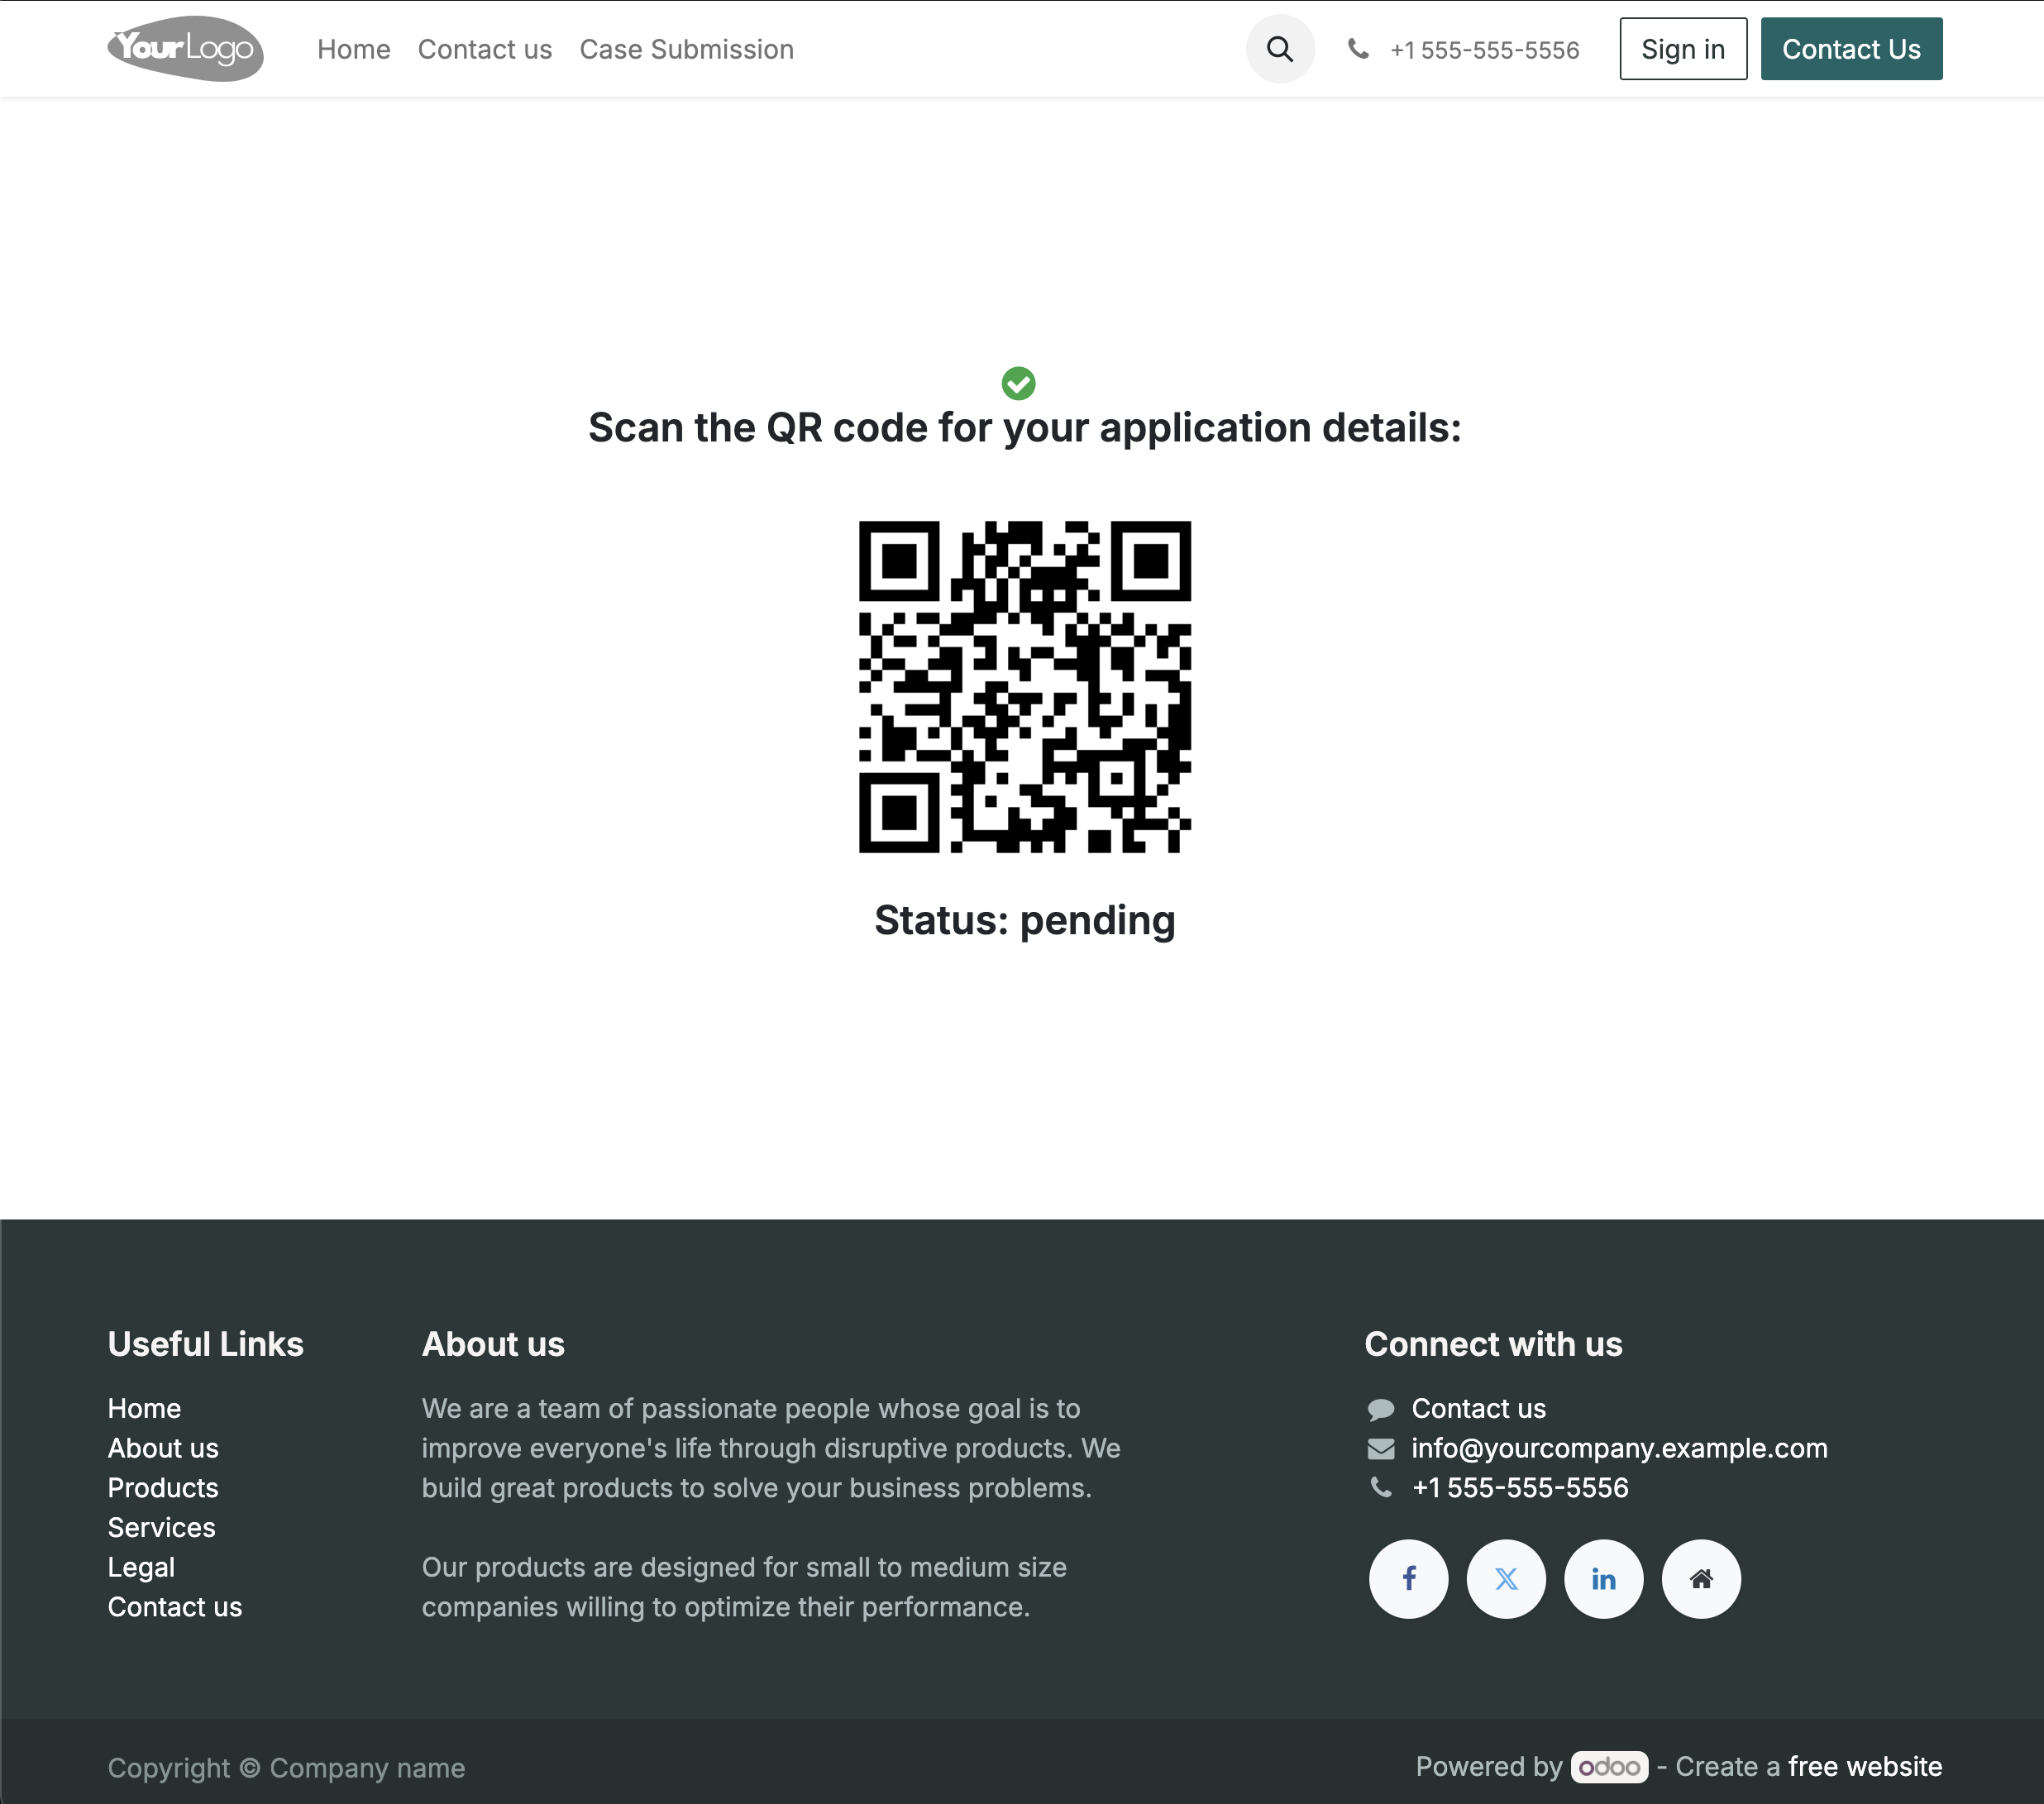 YourLogo Home Contact us Case Submission +1 555-555-5556 Sign in Contact Us
Scan the QR code for your application details:
Status: pending
Useful Links
Home
About us
Products
Services
Legal
Contact us
About us
We are a team of passionate people whose goal is to
improve everyone's life through disruptive products. We
build great products to solve your business problems.
Our products are designed for small to medium size
companies willing to optimize their performance.
Connect with us
Contact us
info@yourcompany.example.com
+1 555-555-5556
Copyright © Company name
Powered by odoo - Create a free website